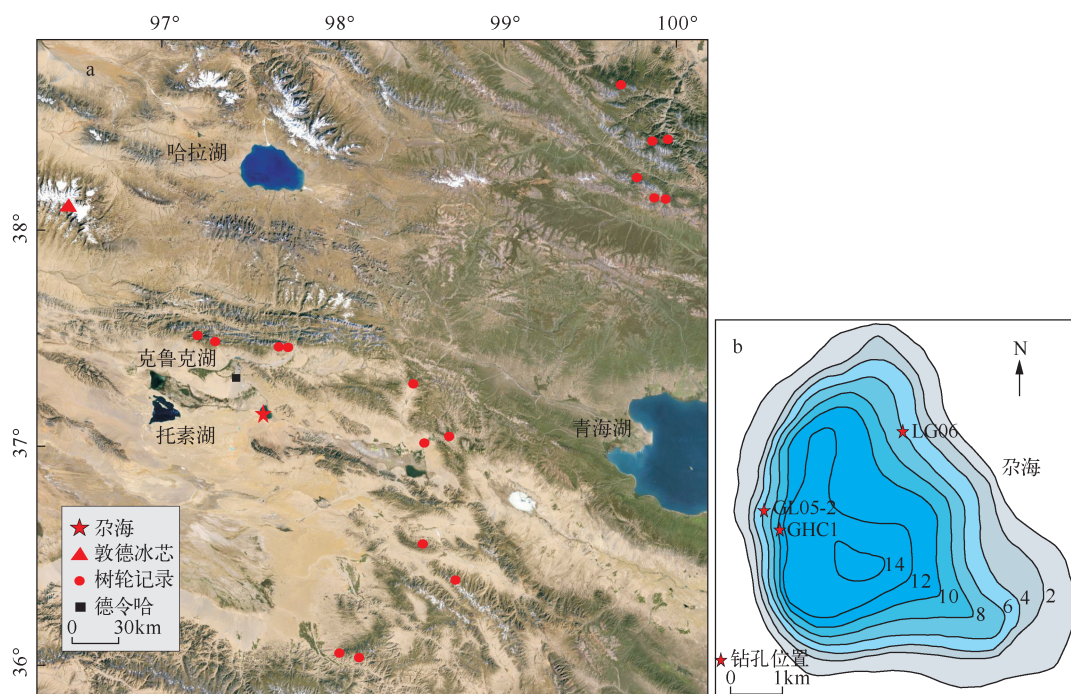 97°
98°
99°
100°
a
哈拉湖
38°
克鲁克湖
托素湖
青海湖
37°
36°
尕海
敦德冰芯
树轮记录
德令哈
0 30km
b
N
LG06
尕海
GL05-2
GHC1
14
12
10
8
6
4
2
钻孔位置
0 1km